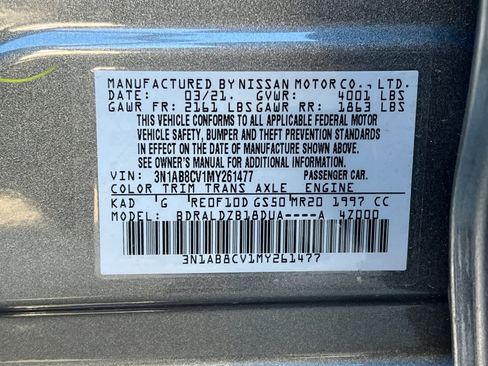 MANUFACTURED BY NISSAN MOTOR CO., LTD.
DATE: 03/21. GVWR: 4001 LBS
GAWR FR: 2161 LBS GAWR RR: 1863 LBS
THIS VEHICLE CONFORMS TO ALL APPLICABLE FEDERAL MOTOR
VEHICLE SAFETY, BUMPER AND THEFT PREVENTION STANDARDS
IN EFFECT ON THE DATE OF MANUFACTURE SHOWN ABOVE.
SEE OWNER'S MANUAL FOR ADDITIONAL INFORMATION.
VIN: 3N1AB8CV1MY261477 PASSENGER CAR.
COLOR TRIM TRANS AXLE ENGINE
KAD G RE0F10D GS50 MR20 1997 CC
MODEL: BDRALDZB18DUA----A 4Z000
3N1AB8CV1MY261477